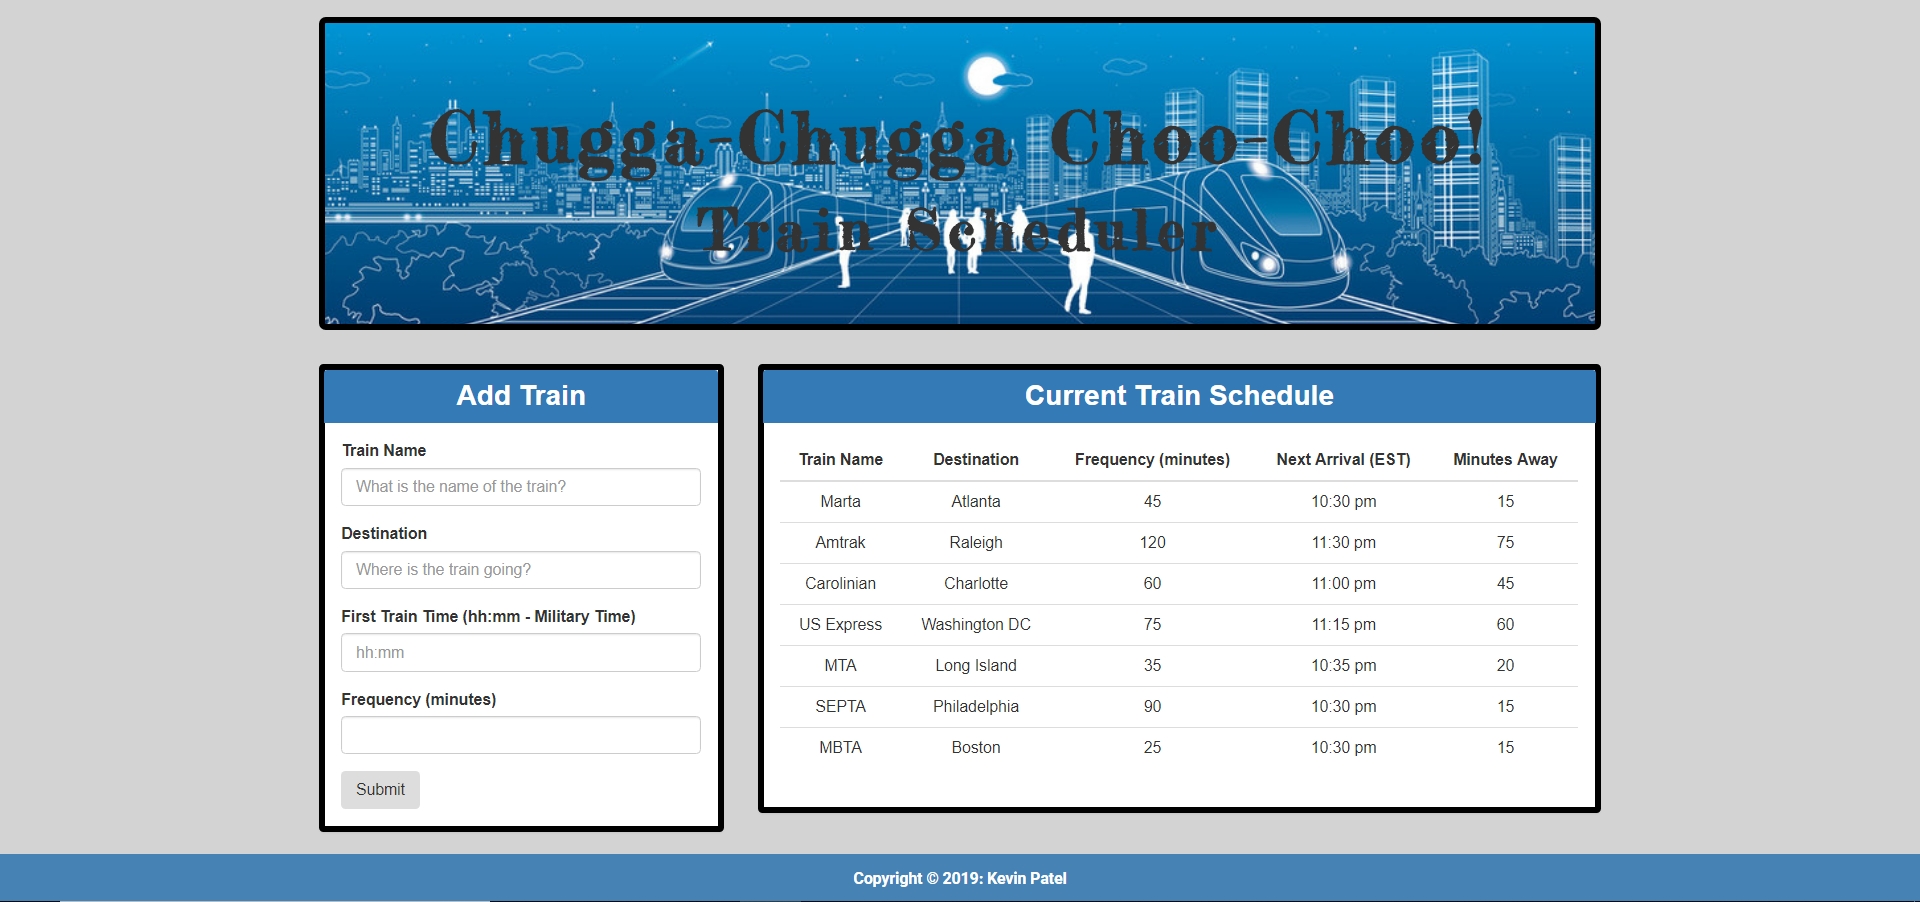 Chugga-Chugga Choo-Choo!
Train Scheduler
Add Train
Train Name
What is the name of the train?
Destination
Where is the train going?
First Train Time (hh:mm - Military Time)
hh:mm
Frequency (minutes)
Submit
Current Train Schedule
Train Name Destination Frequency (minutes) Next Arrival (EST) Minutes Away
Marta Atlanta 45 10:30 pm 15
Amtrak Raleigh 120 11:30 pm 75
Carolinian Charlotte 60 11:00 pm 45
US Express Washington DC 75 11:15 pm 60
MTA Long Island 35 10:35 pm 20
SEPTA Philadelphia 90 10:30 pm 15
MBTA Boston 25 10:30 pm 15
Copyright © 2019: Kevin Patel